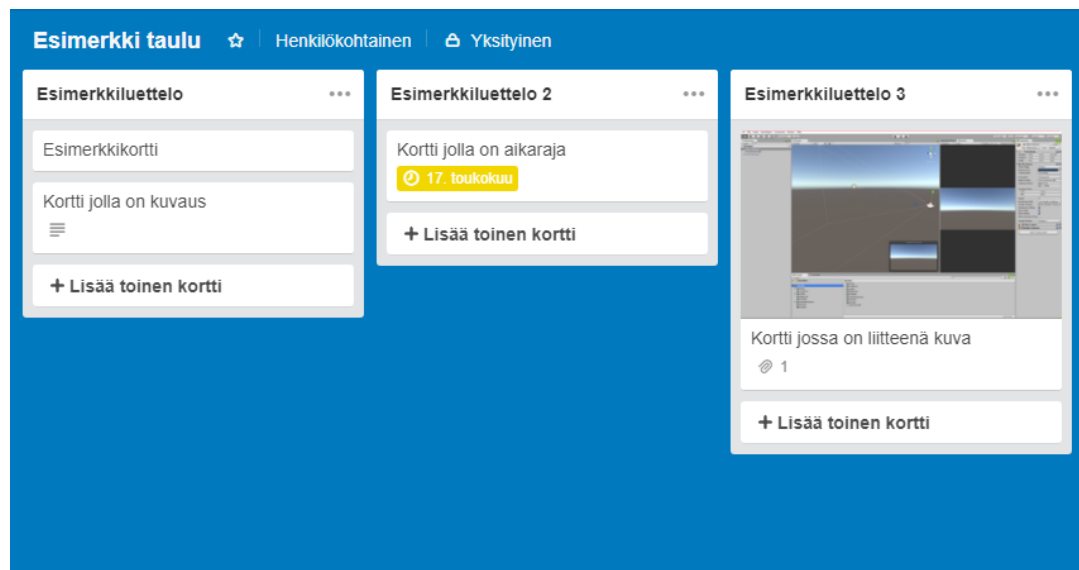 Esimerkki taulu Henkilökohtainen Yksityinen
Esimerkkiluettelo
Esimerkkikortti
Kortti jolla on kuvaus
+ Lisää toinen kortti
Esimerkkiluettelo 2
Kortti jolla on aikaraja
17. toukokuu
+ Lisää toinen kortti
Esimerkkiluettelo 3
Kortti jossa on liitteenä kuva
1
+ Lisää toinen kortti